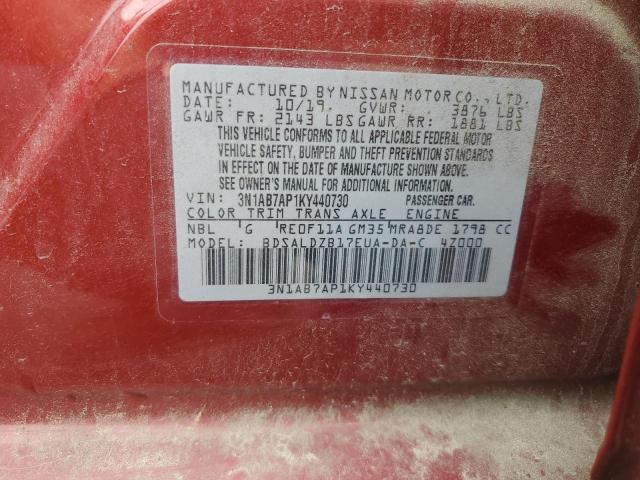 MANUFACTURED BY NISSAN MOTOR CO., LTD.
DATE: 10/19. GVWR: 3876 LBS
GAWR FR: 2143 LBS GAWR RR: 1881 LBS
THIS VEHICLE CONFORMS TO ALL APPLICABLE FEDERAL MOTOR
VEHICLE SAFETY, BUMPER AND THEFT PREVENTION STANDARDS
IN EFFECT ON THE DATE OF MANUFACTURE SHOWN ABOVE.
SEE OWNER'S MANUAL FOR ADDITIONAL INFORMATION.
VIN: 3N1AB7AP1KY440730 PASSENGER CAR.
COLOR TRIM TRANS AXLE ENGINE
NBL G RE0F11A GM35 MRA8DE 1798 CC
MODEL: BDSALDZB17EUA-DA-C 4Z000
3N1AB7AP1KY440730